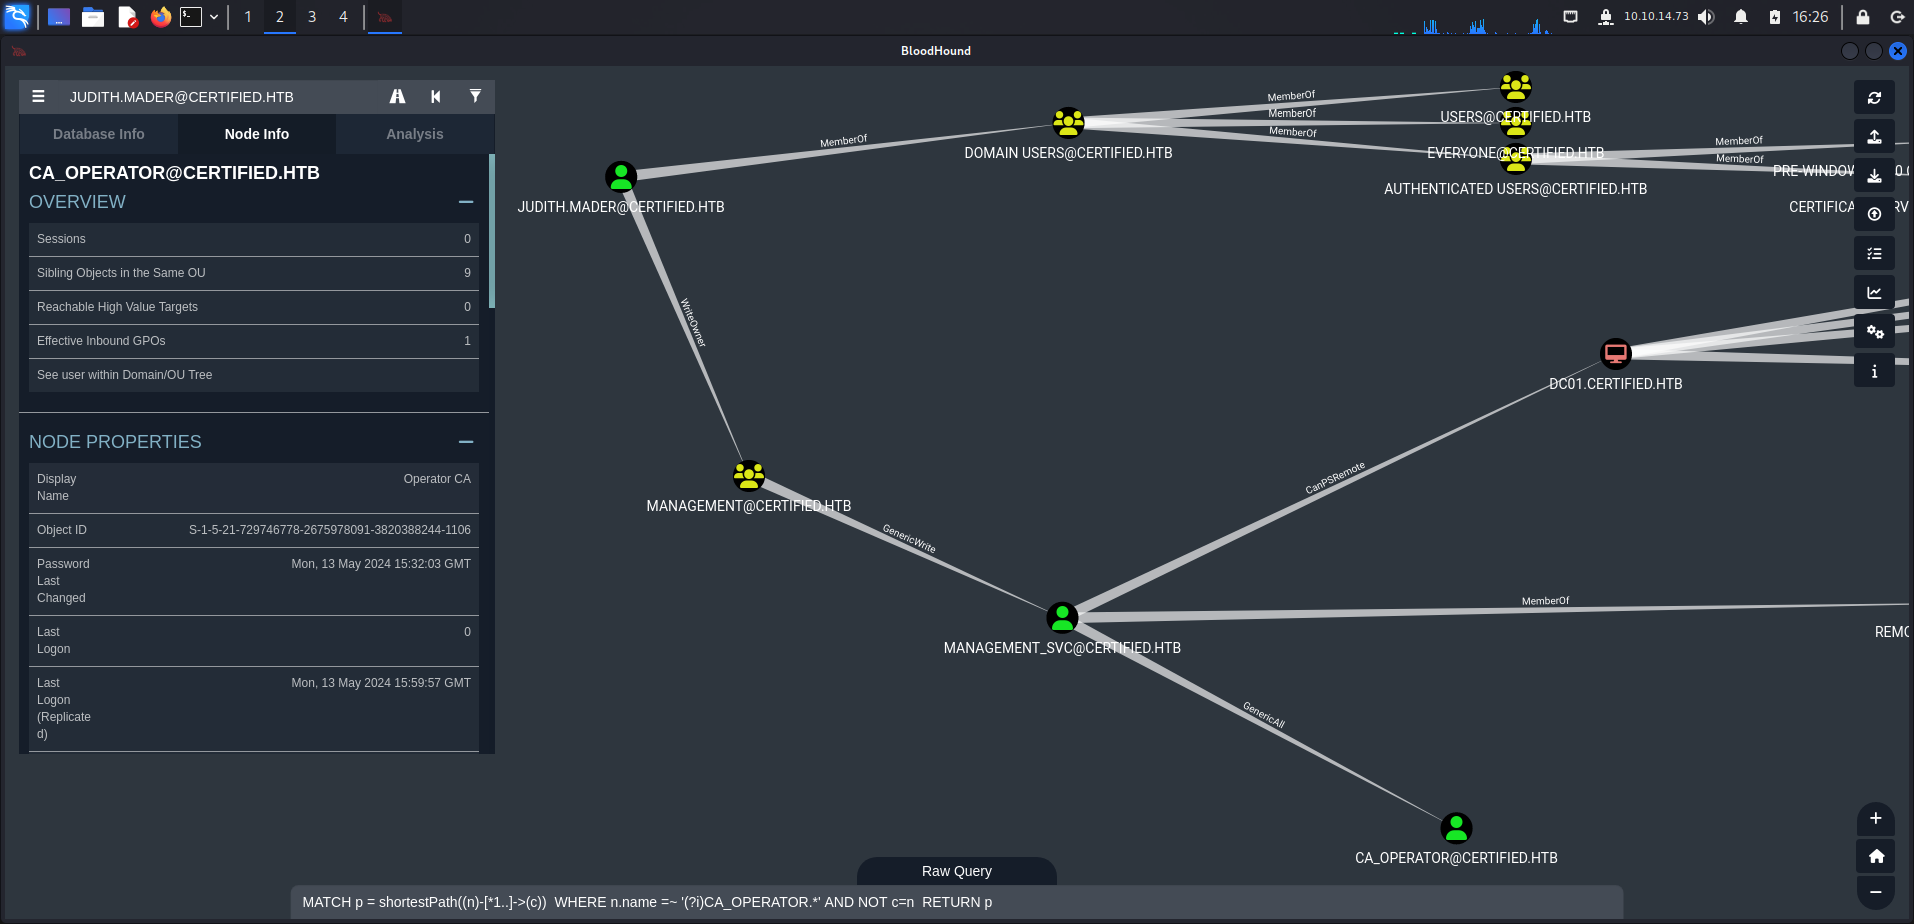 1
2
3
4
10.10.14.73
16:26
BloodHound
JUDITH.MADER@CERTIFIED.HTB
Database Info
Node Info
Analysis
CA_OPERATOR@CERTIFIED.HTB
OVERVIEW
Sessions 0
Sibling Objects in the Same OU 9
Reachable High Value Targets 0
Effective Inbound GPOs 1
See user within Domain/OU Tree
NODE PROPERTIES
Display Operator CA
Name
Object ID S-1-5-21-729746778-2675978091-3820388244-1106
Password Mon, 13 May 2024 15:32:03 GMT
Last
Changed
Last 0
Logon
Last Mon, 13 May 2024 15:59:57 GMT
Logon
(Replicate
d)
MemberOf
USERS@CERTIFIED.HTB
MemberOf
MemberOf
EVERYONE@CERTIFIED.HTB
MemberOf
DOMAIN USERS@CERTIFIED.HTB
MemberOf
MemberOf
AUTHENTICATED USERS@CERTIFIED.HTB
PRE-WINDOW
CERTIFICA
JUDITH.MADER@CERTIFIED.HTB
WriteOwner
DC01.CERTIFIED.HTB
CanPSRemote
MANAGEMENT@CERTIFIED.HTB
GenericWrite
MemberOf
REMO
MANAGEMENT_SVC@CERTIFIED.HTB
GenericAll
CA_OPERATOR@CERTIFIED.HTB
Raw Query
MATCH p = shortestPath((n)-[*1..]->(c)) WHERE n.name =~ '(?i)CA_OPERATOR.*' AND NOT c=n RETURN p